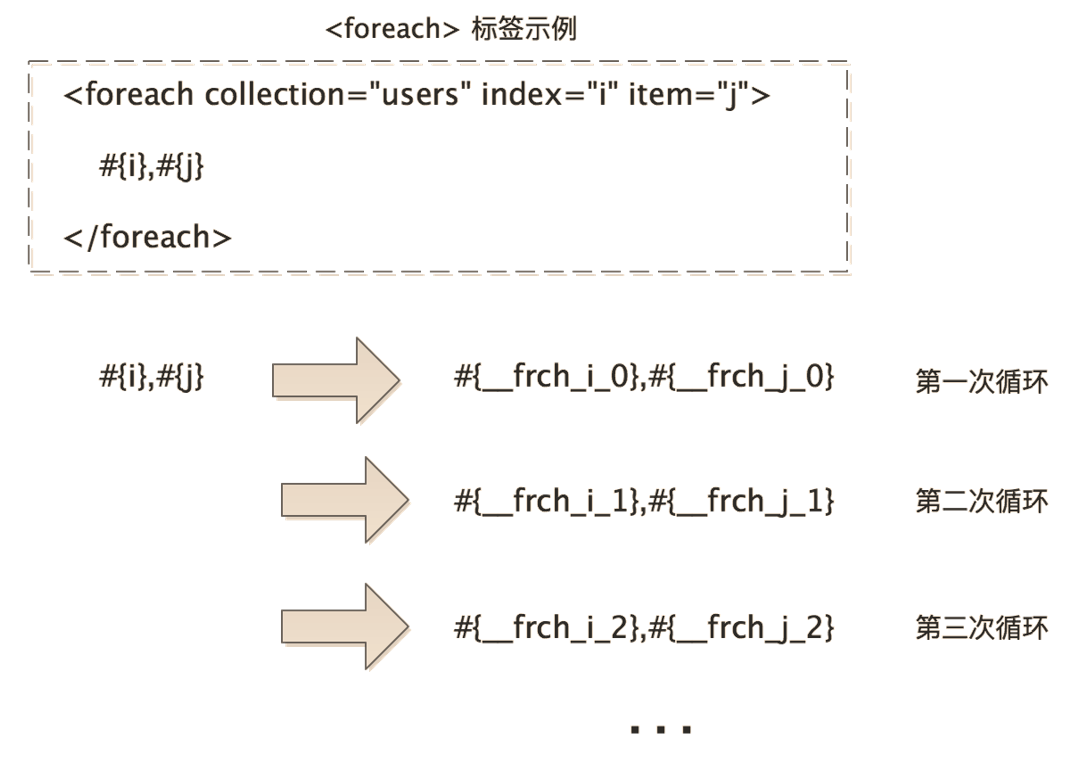 <foreach> 标签示例
<foreach collection="users" index="i" item="j">
#{i},#{j}
</foreach>
#{i},#{j} #{__frch_i_0},#{__frch_j_0} 第一次循环
#{__frch_i_1},#{__frch_j_1} 第二次循环
#{__frch_i_2},#{__frch_j_2} 第三次循环
...